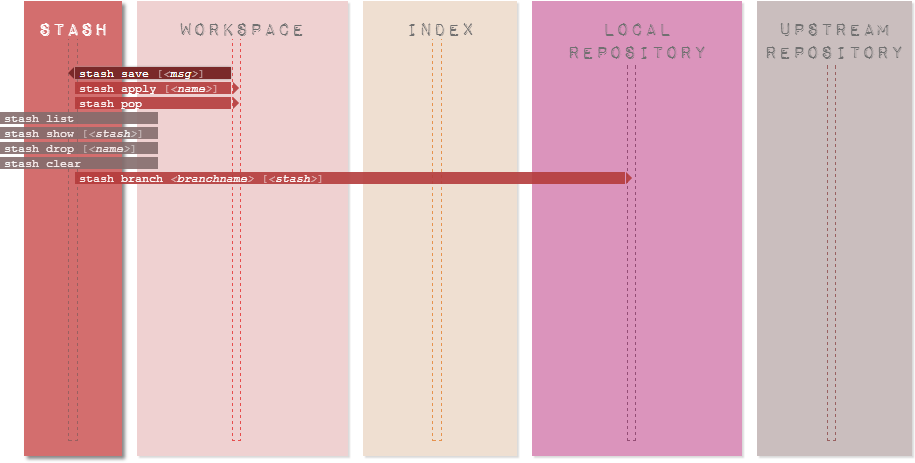 STASH
WORKSPACE
INDEX
LOCAL
REPOSITORY
UPSTREAM
REPOSITORY
stash save [<msg>]
stash apply [<name>]
stash pop
stash list
stash show [<stash>]
stash drop [<name>]
stash clear
stash branch <branchname> [<stash>]